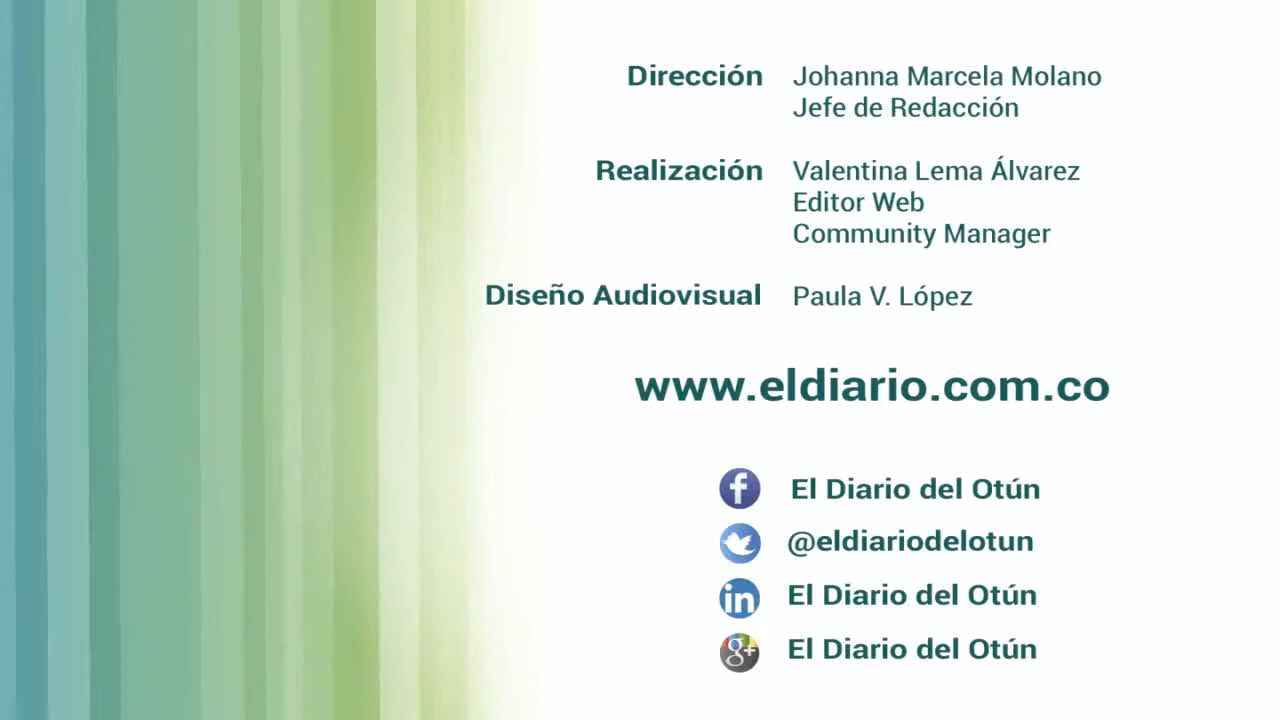 Dirección Johanna Marcela Molano
Jefe de Redacción
Realización Valentina Lema Álvarez
Editor Web
Community Manager
Diseño Audiovisual Paula V. López
www.eldiario.com.co
f El Diario del Otún
@eldiariodelotun
in El Diario del Otún
g+ El Diario del Otún